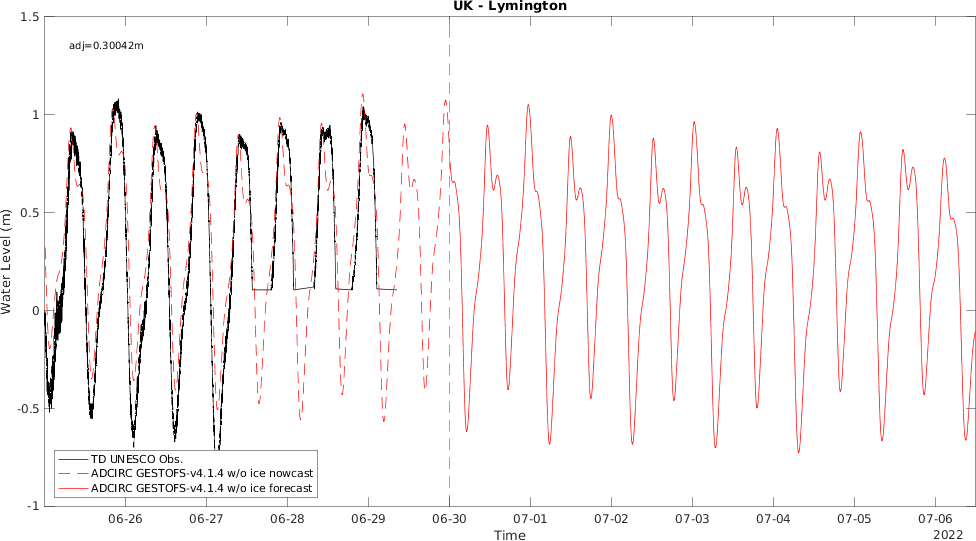 UK - Lymington
adj=0.30042m
Water Level (m)
1.5
1
0.5
0
-0.5
-1
TD UNESCO Obs.
ADCIRC GESTOFS-v4.1.4 w/o ice nowcast
ADCIRC GESTOFS-v4.1.4 w/o ice forecast
06-26 06-27 06-28 06-29 06-30 07-01 07-02 07-03 07-04 07-05 07-06
Time
2022